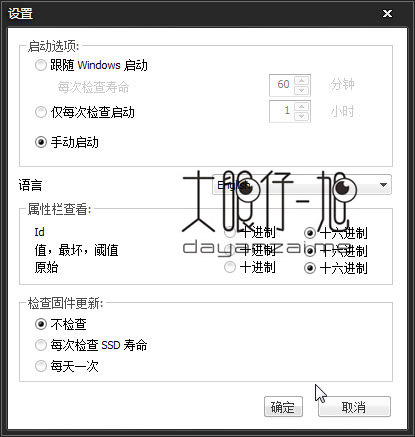 设置
启动选项:
跟随 Windows 启动
每次检查寿命 60 分钟
仅每次检查启动 1 小时
手动启动
语言 English
大眼仔~旭
dayanzai.me
属性栏查看:
Id 十进制 十六进制
值，最坏，阈值 十进制 十六进制
原始 十进制 十六进制
检查固件更新:
不检查
每次检查 SSD 寿命
每天一次
确定 取消